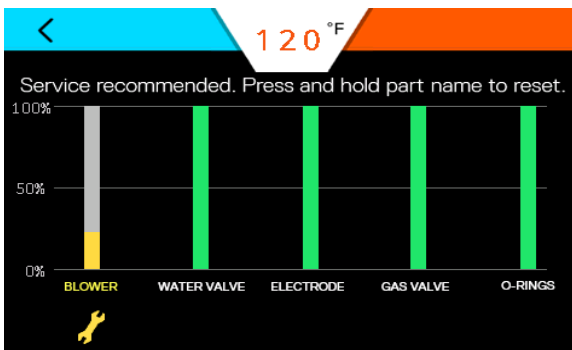 120°F
Service recommended. Press and hold part name to reset.
100%
50%
0%
BLOWER WATER VALVE ELECTRODE GAS VALVE O-RINGS